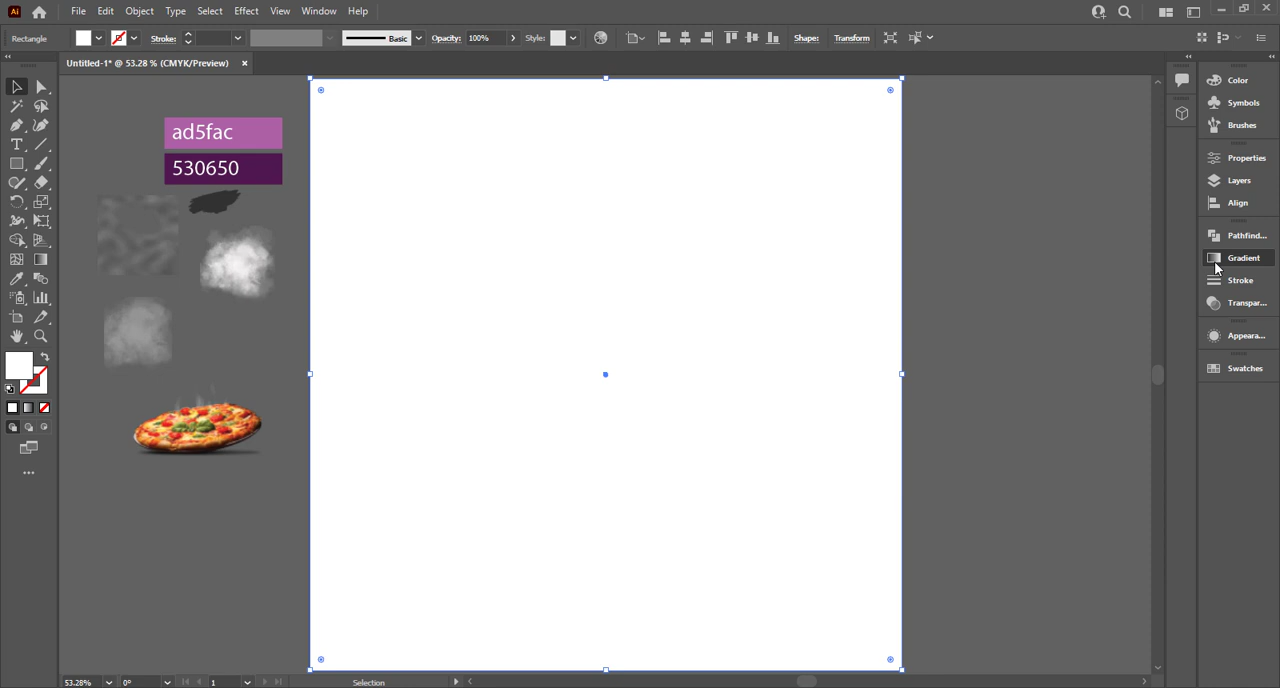 Ai File Edit Object Type Select Effect View Window Help
Rectangle Stroke: Basic Opacity: 100% Style: Shape: Transform
Untitled-1* @ 53.28 % (CMYK/Preview) ×
ad5fac
530650
Color
Symbols
Brushes
Properties
Layers
Align
Pathfind...
Gradient
Stroke
Transpar...
Appeara...
Swatches
53.28% 0° 1 Selection